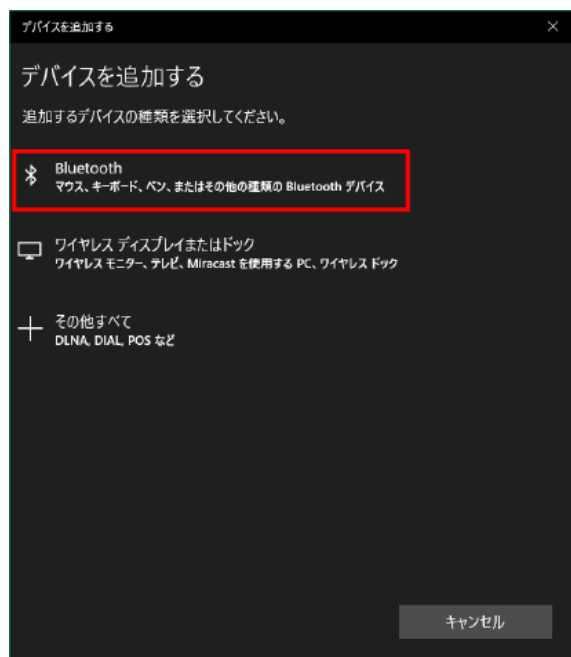 デバイスを追加する
デバイスを追加する
追加するデバイスの種類を選択してください。
Bluetooth
マウス、キーボード、ペン、またはその他の種類の Bluetooth デバイス
ワイヤレス ディスプレイまたはドック
ワイヤレス モニター、テレビ、Miracast を使用する PC、ワイヤレス ドック
その他すべて
DLNA, DIAL, POS など
キャンセル